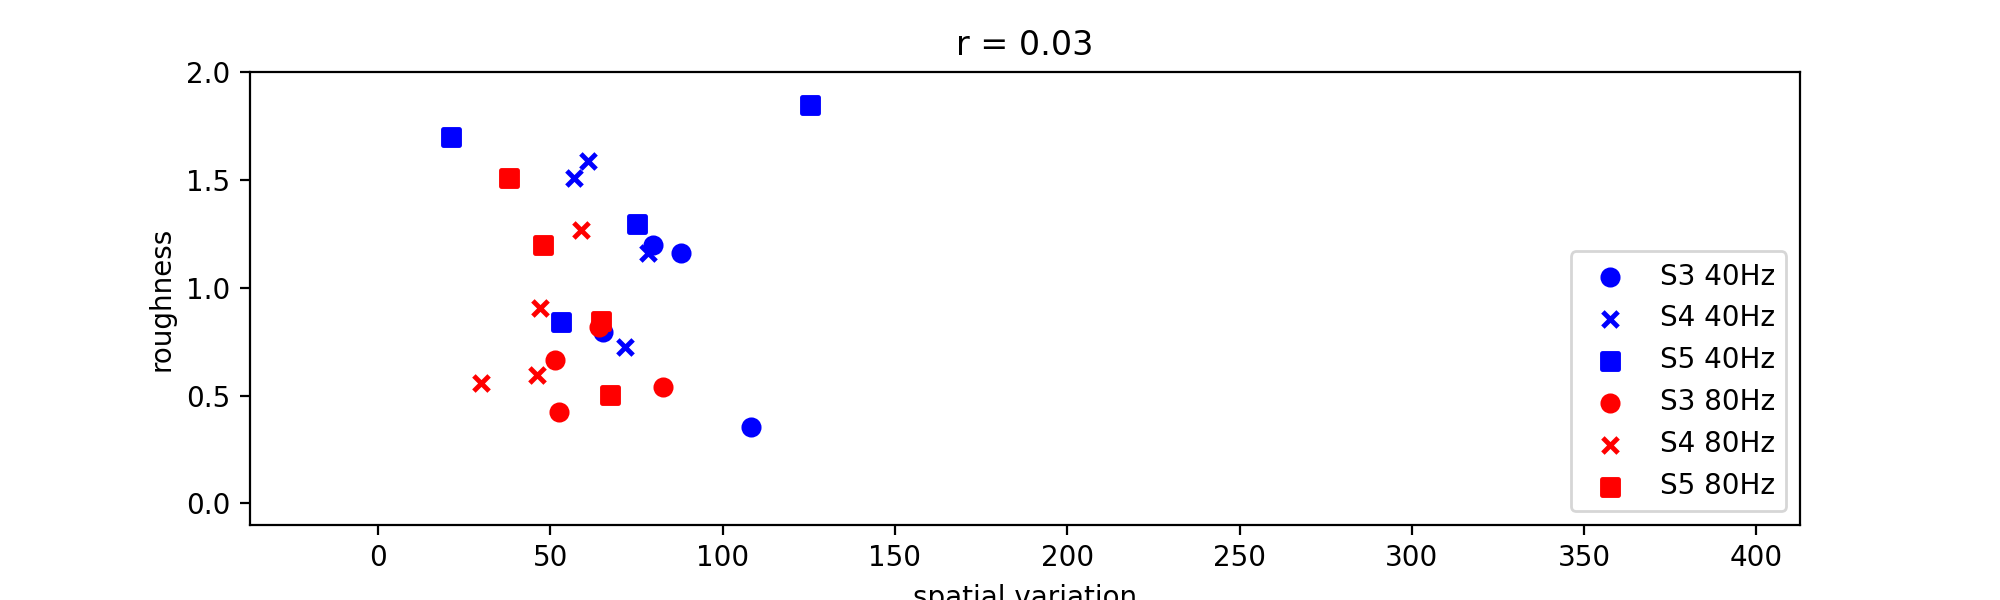 r = 0.03
roughness
2.0
1.5
1.0
0.5
0.0
0 50 100 150 200 250 300 350 400
spatial variation
S3 40Hz
S4 40Hz
S5 40Hz
S3 80Hz
S4 80Hz
S5 80Hz